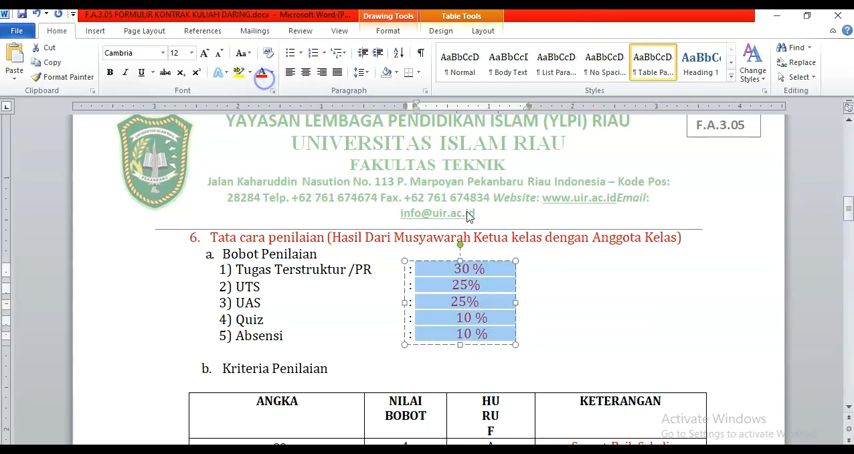 F.A.3.05 FORMULIR KONTRAK KULIAH DARING.docx - Microsoft Word (P...
Drawing Tools
Table Tools
File
Home
Insert
Page Layout
References
Mailings
Review
View
Format
Design
Layout
Paste
Cut
Copy
Format Painter
Clipboard
Cambria
12
Font
Paragraph
AaBbCcD
¶ Normal
AaBbCcD
¶ Body Text
AaBbCcD
¶ List Para...
AaBbCcD
¶ No Spaci...
AaBbCcD
¶ Table Pa...
AaBbC
Heading 1
Change Styles
Styles
Find
Replace
Select
Editing
YAYASAN LEMBAGA PENDIDIKAN ISLAM (YLPI) RIAU
F.A.3.05
UNIVERSITAS ISLAM RIAU
FAKULTAS TEKNIK
Jalan Kaharuddin Nasution No. 113 P. Marpoyan Pekanbaru Riau Indonesia – Kode Pos:
28284 Telp. +62 761 674674 Fax. +62 761 674834 Website: www.uir.ac.idEmail:
info@uir.ac.id
6. Tata cara penilaian (Hasil Dari Musyawarah Ketua kelas dengan Anggota Kelas)
a. Bobot Penilaian
1) Tugas Terstruktur /PR : 30 %
2) UTS : 25%
3) UAS : 25%
4) Quiz : 10 %
5) Absensi : 10 %
b. Kriteria Penilaian
ANGKA
NILAI
BOBOT
HU
RU
F
KETERANGAN
Activate Windows
Go to Settings to activate Windows